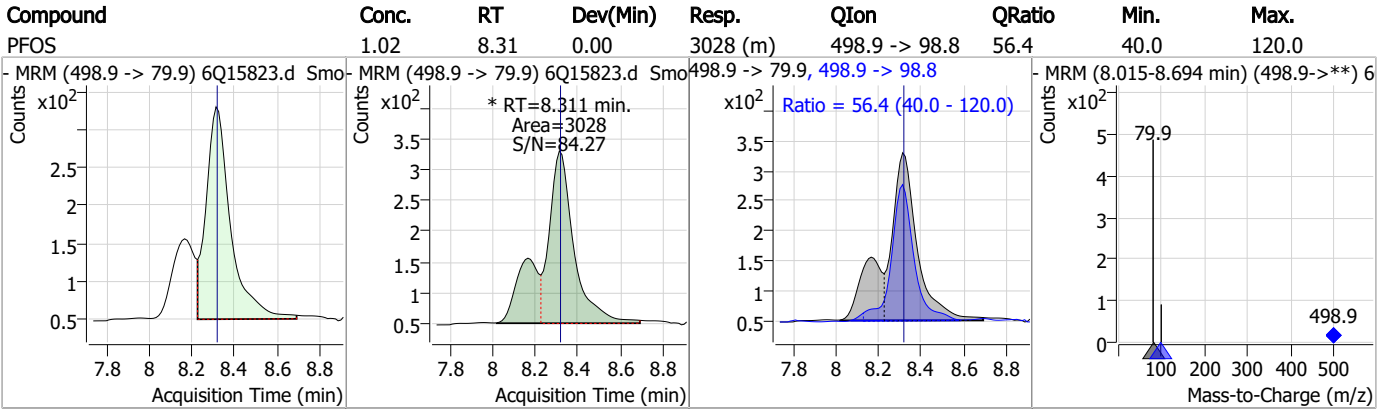 Compound Conc. RT Dev(Min) Resp. QIon QRatio Min. Max.
PFOS 1.02 8.31 0.00 3028 (m) 498.9 -> 98.8 56.4 40.0 120.0
- MRM (498.9 -> 79.9) 6Q15823.d Smo
Counts
x10²
2.5
2
1.5
1
0.5
7.8 8 8.2 8.4 8.6 8.8
Acquisition Time (min)
- MRM (498.9 -> 79.9) 6Q15823.d Smo
Counts
x10²
* RT=8.311 min.
Area=3028
S/N=84.27
3.5
3
2.5
2
1.5
1
0.5
7.8 8 8.2 8.4 8.6 8.8
Acquisition Time (min)
498.9 -> 79.9, 498.9 -> 98.8
x10²
Ratio = 56.4 (40.0 - 120.0)
3.5
3
2.5
2
1.5
1
0.5
7.8 8 8.2 8.4 8.6 8.8
Acquisition Time (min)
- MRM (8.015-8.694 min) (498.9->**) 6
Counts
x10²
79.9
5
4
3
2
1
0
498.9
100 200 300 400 500
Mass-to-Charge (m/z)